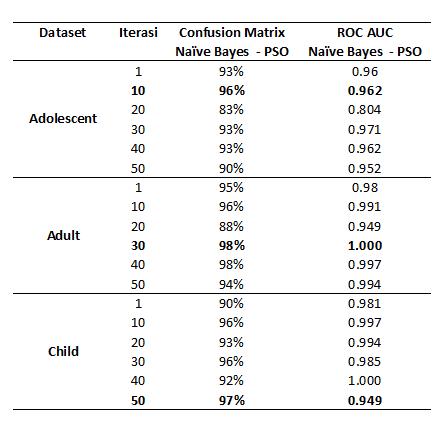 Dataset Iterasi Confusion Matrix Naïve Bayes - PSO ROC AUC Naïve Bayes - PSO
Adolescent
1 93% 0.96
10 96% 0.962
20 83% 0.804
30 93% 0.971
40 93% 0.962
50 90% 0.952
Adult
1 95% 0.98
10 96% 0.991
20 88% 0.949
30 98% 1.000
40 98% 0.997
50 94% 0.994
Child
1 90% 0.981
10 96% 0.997
20 93% 0.994
30 96% 0.985
40 92% 1.000
50 97% 0.949